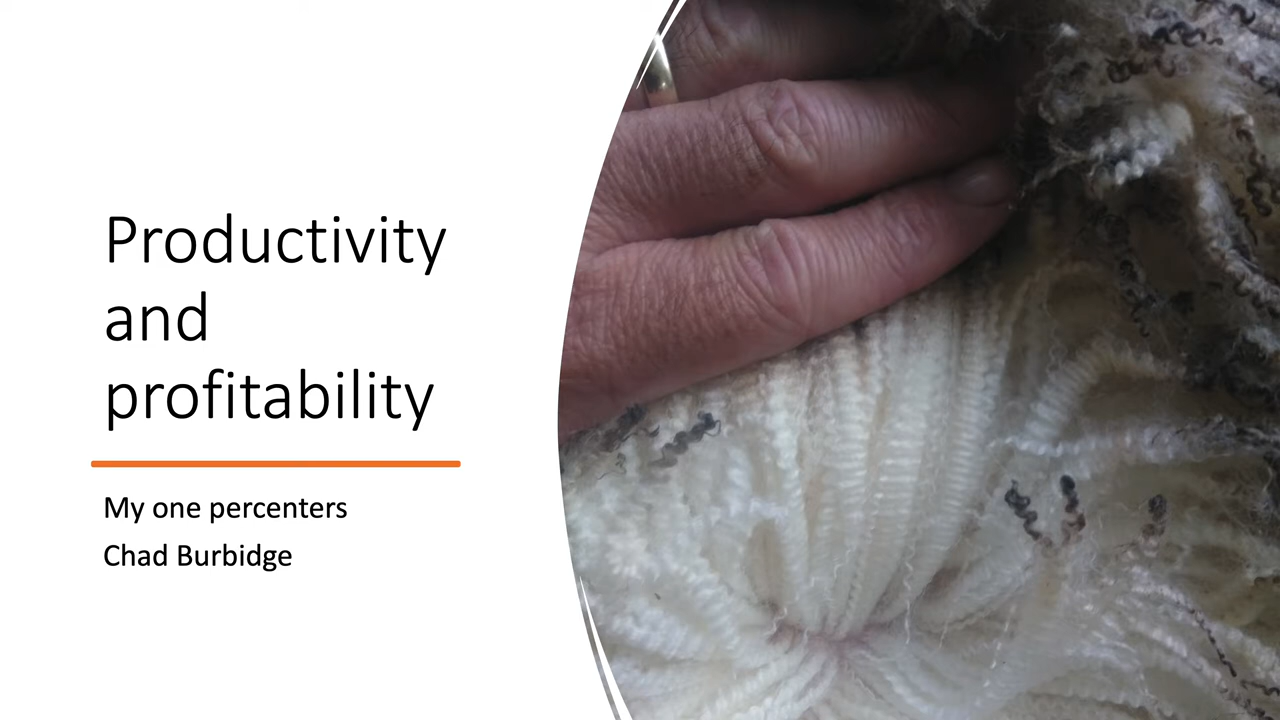 Productivity
and
profitability
My one percenters
Chad Burbidge